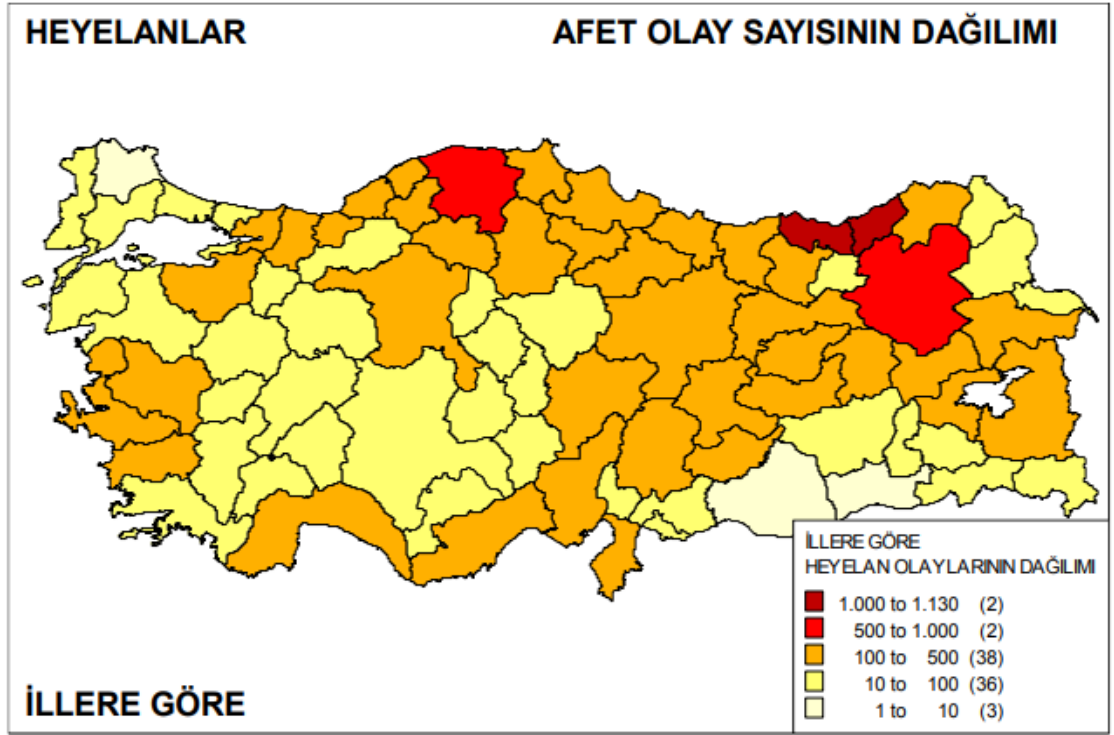 HEYELANLAR
AFET OLAY SAYISININ DAĞILIMI
İLLERE GÖRE
HEYELAN OLAYLARININ DAĞILIMI
1.000 to 1.130 (2)
500 to 1.000 (2)
100 to 500 (38)
10 to 100 (36)
1 to 10 (3)
İLLERE GÖRE